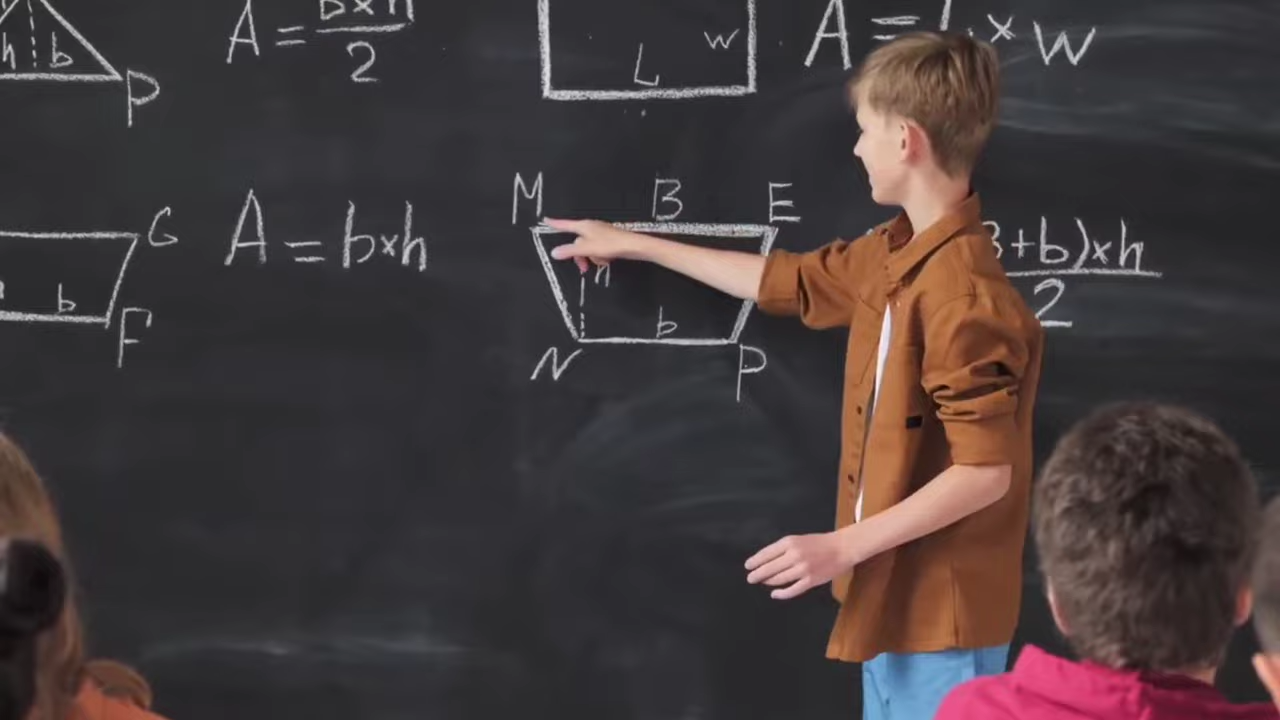 A = b×h / 2
W
L
A = L × W
h b
P
M B E
G
A = b×h
h
B+b)×h / 2
b
b
F
N P